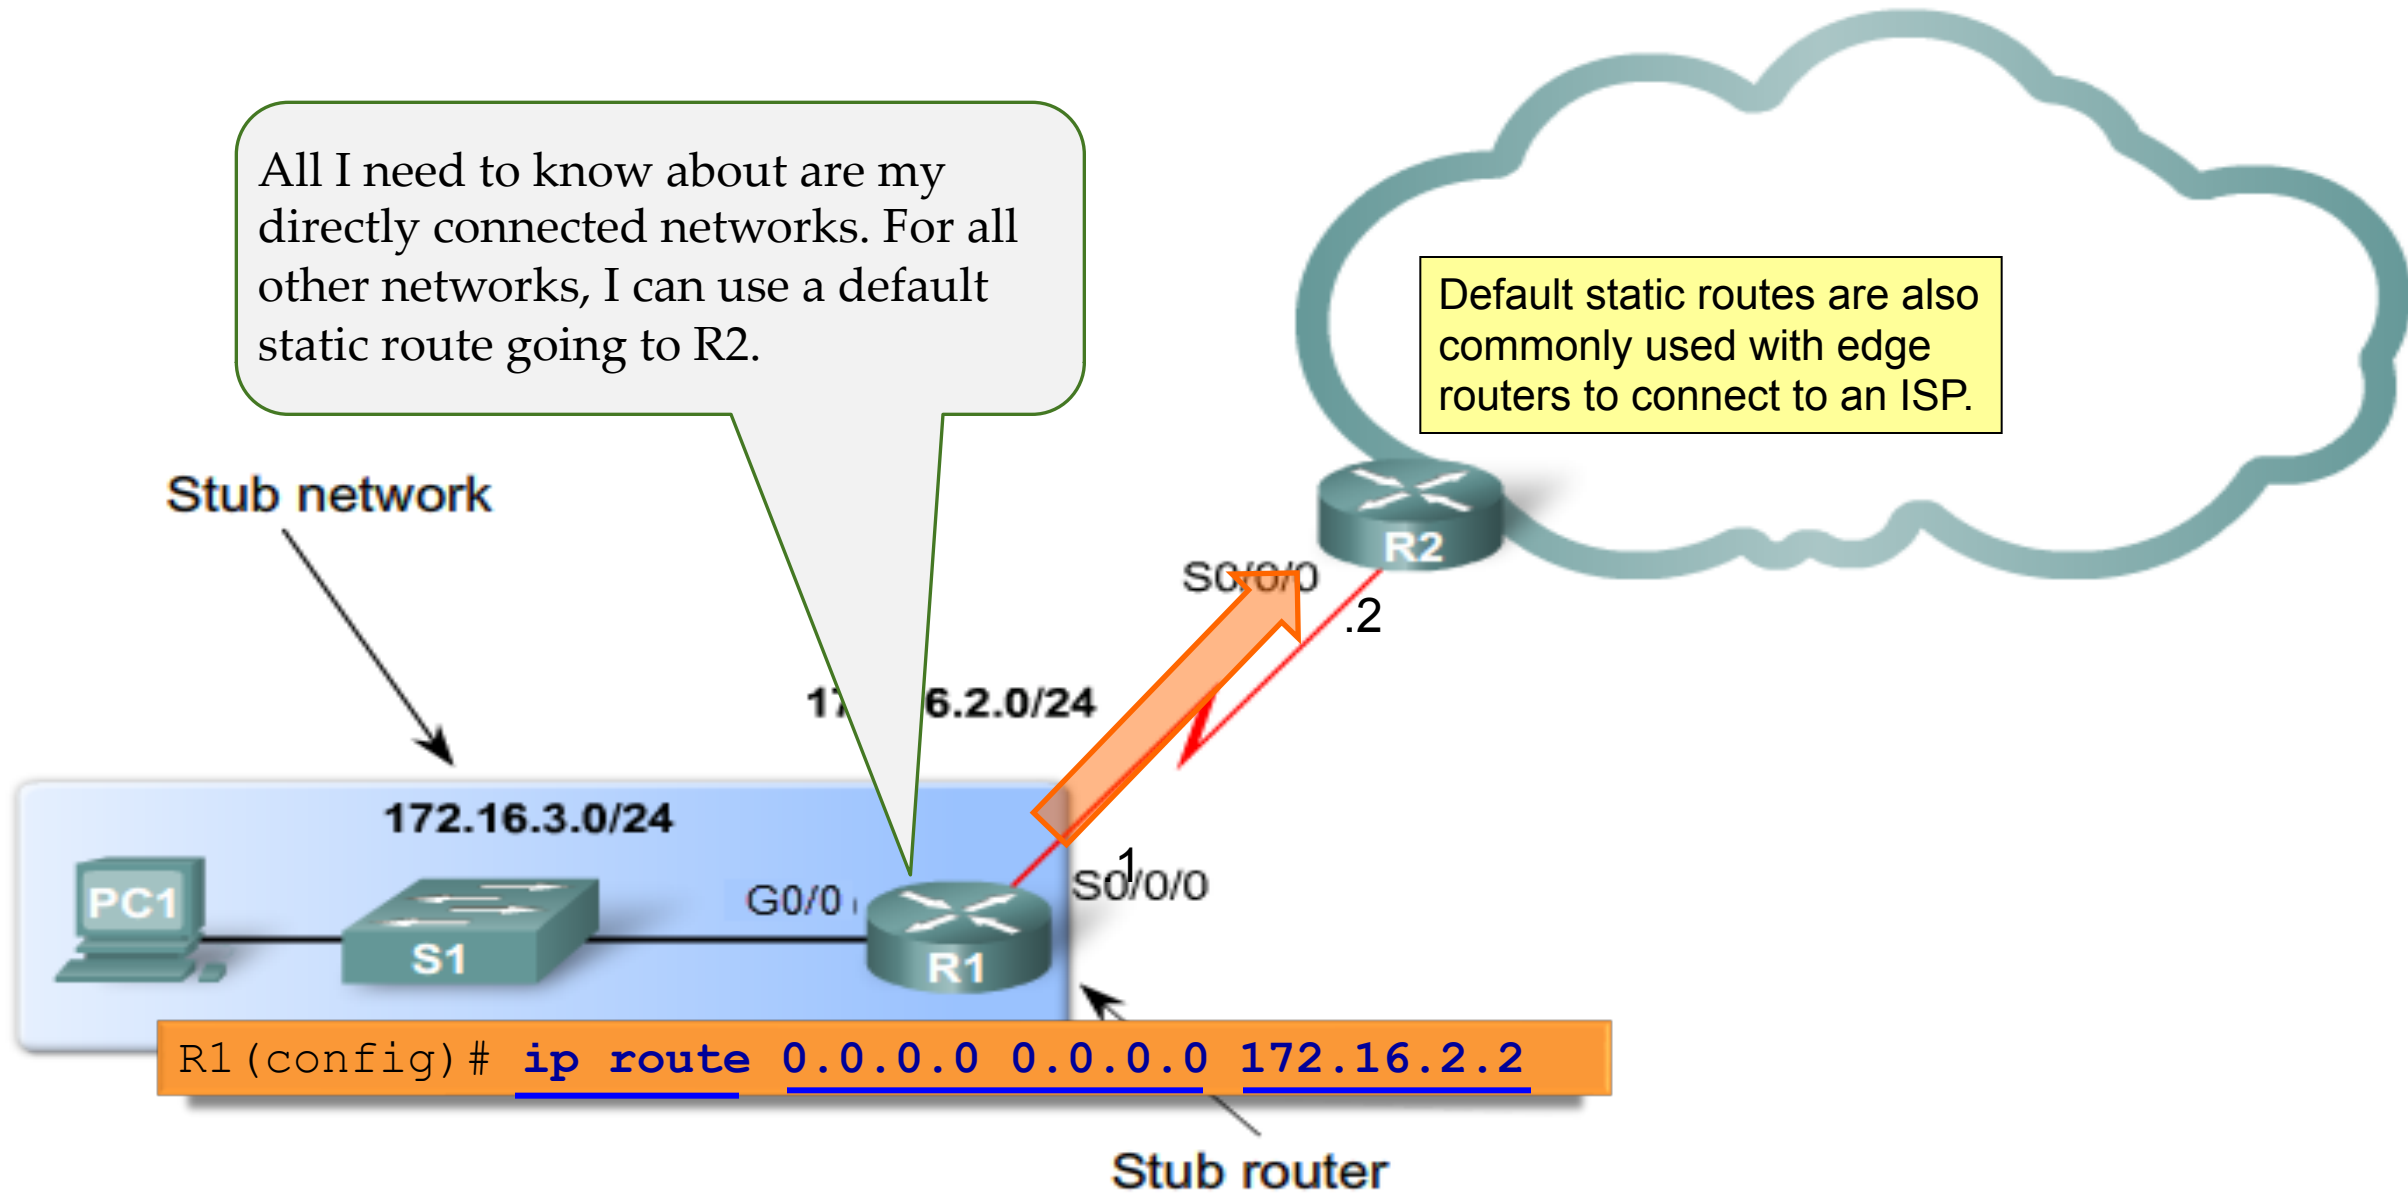 All I need to know about are my
directly connected networks. For all
other networks, I can use a default
static route going to R2.
Default static routes are also
commonly used with edge
routers to connect to an ISP.
Stub network
R2
S0/0/0
.2
6.2.0/24
172.16.3.0/24
.1
PC1
G0/0
S0/0/0
S1
R1
R1(config)# ip route 0.0.0.0 0.0.0.0 172.16.2.2
Stub router